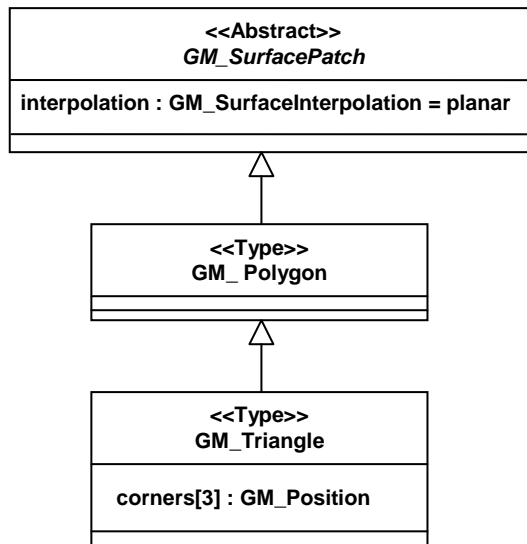 <<Abstract>>
GM_SurfacePatch
interpolation : GM_SurfaceInterpolation = planar
<<Type>>
GM_ Polygon
<<Type>>
GM_Triangle
corners[3] : GM_Position